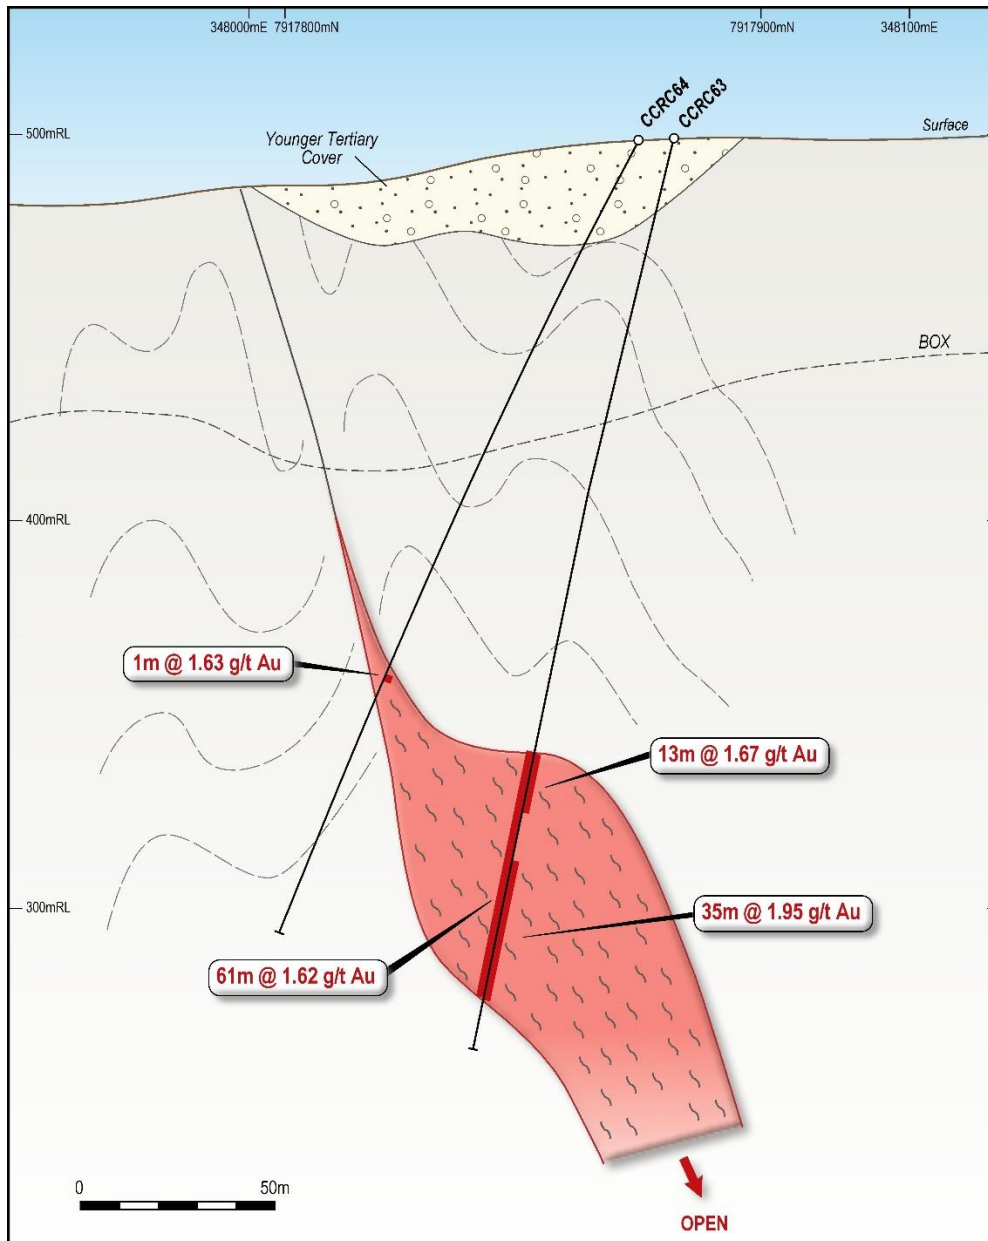 348000mE
7917800mN
7917900mN
348100mE
CCRC64
CCRC63
500mRL
Younger Tertiary
Cover
Surface
BOX
400mRL
1m @ 1.63 g/t Au
13m @ 1.67 g/t Au
300mRL
35m @ 1.95 g/t Au
61m @ 1.62 g/t Au
0
50m
OPEN